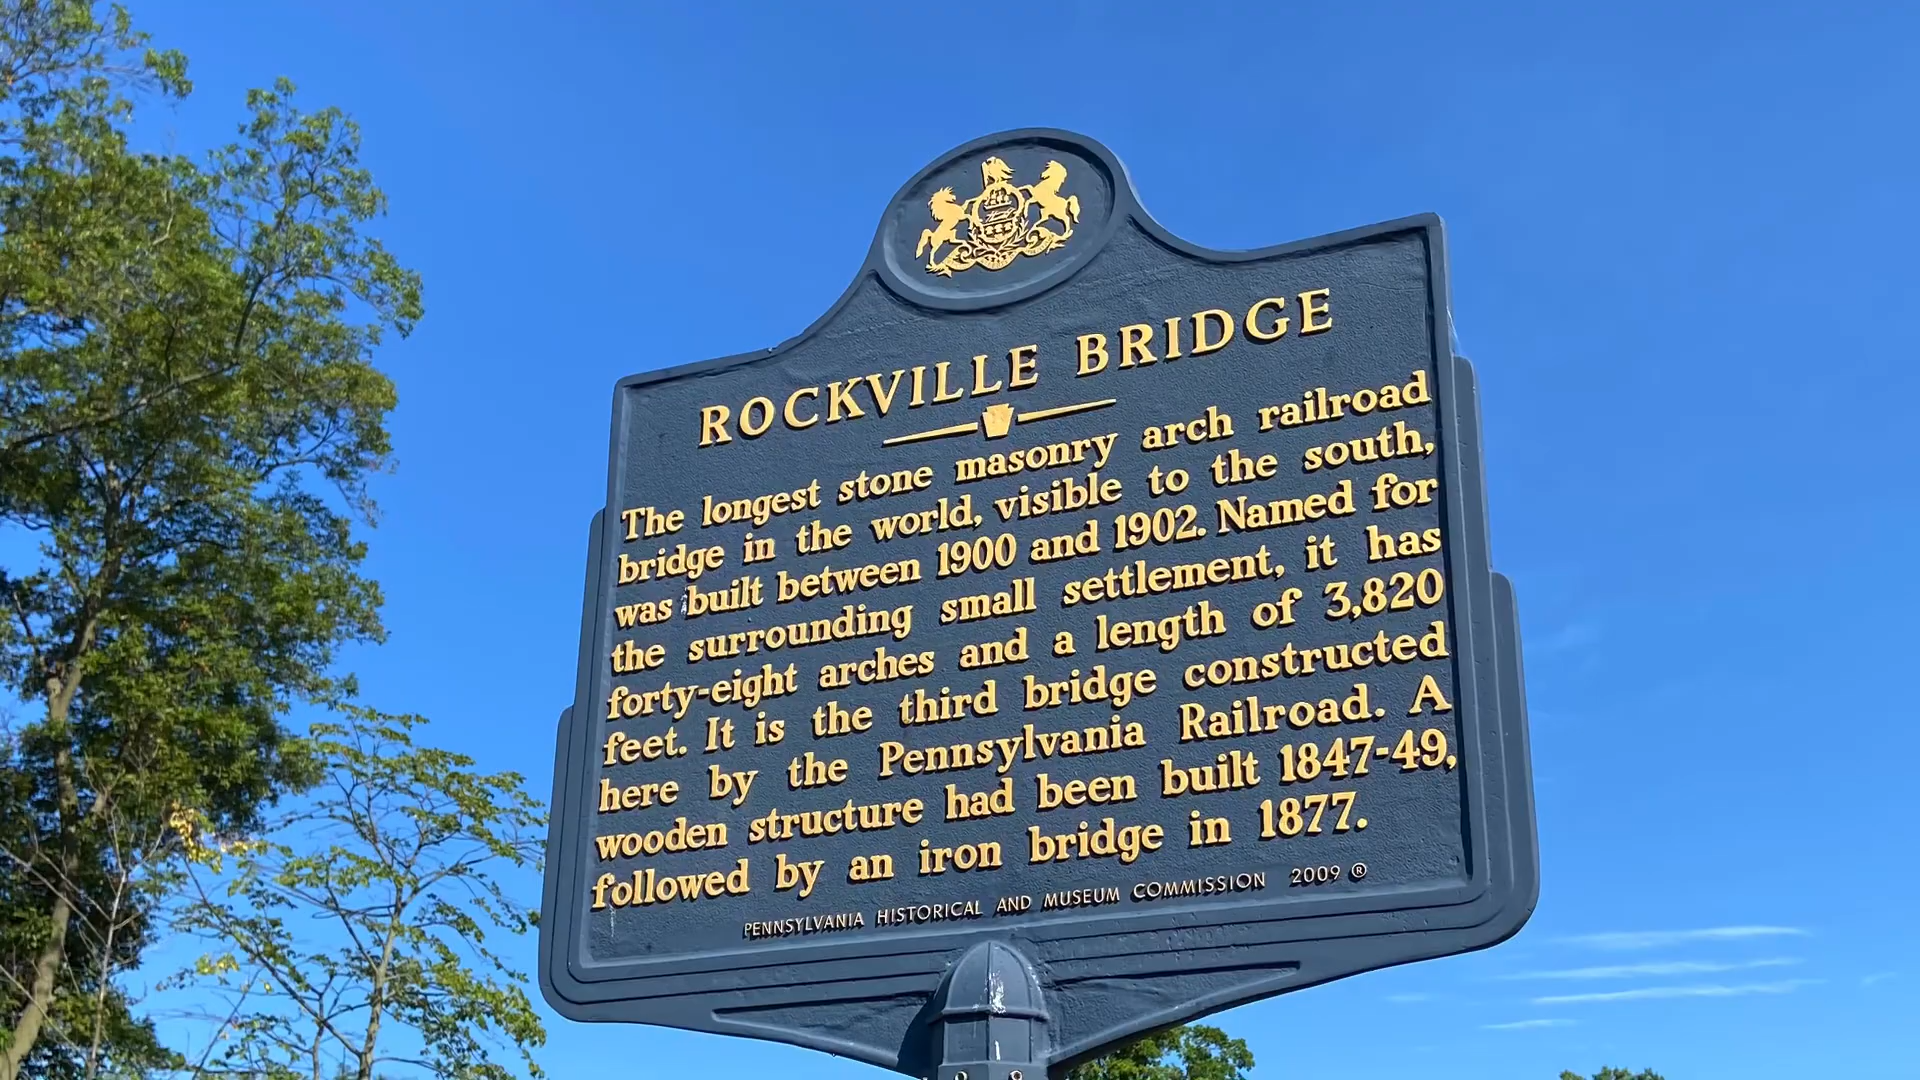 ROCKVILLE BRIDGE
The longest stone masonry arch railroad
bridge in the world, visible to the south,
was built between 1900 and 1902. Named for
the surrounding small settlement, it has
forty-eight arches and a length of 3,820
feet. It is the third bridge constructed
here by the Pennsylvania Railroad. A
wooden structure had been built 1847-49,
followed by an iron bridge in 1877.
PENNSYLVANIA HISTORICAL AND MUSEUM COMMISSION 2009 ®